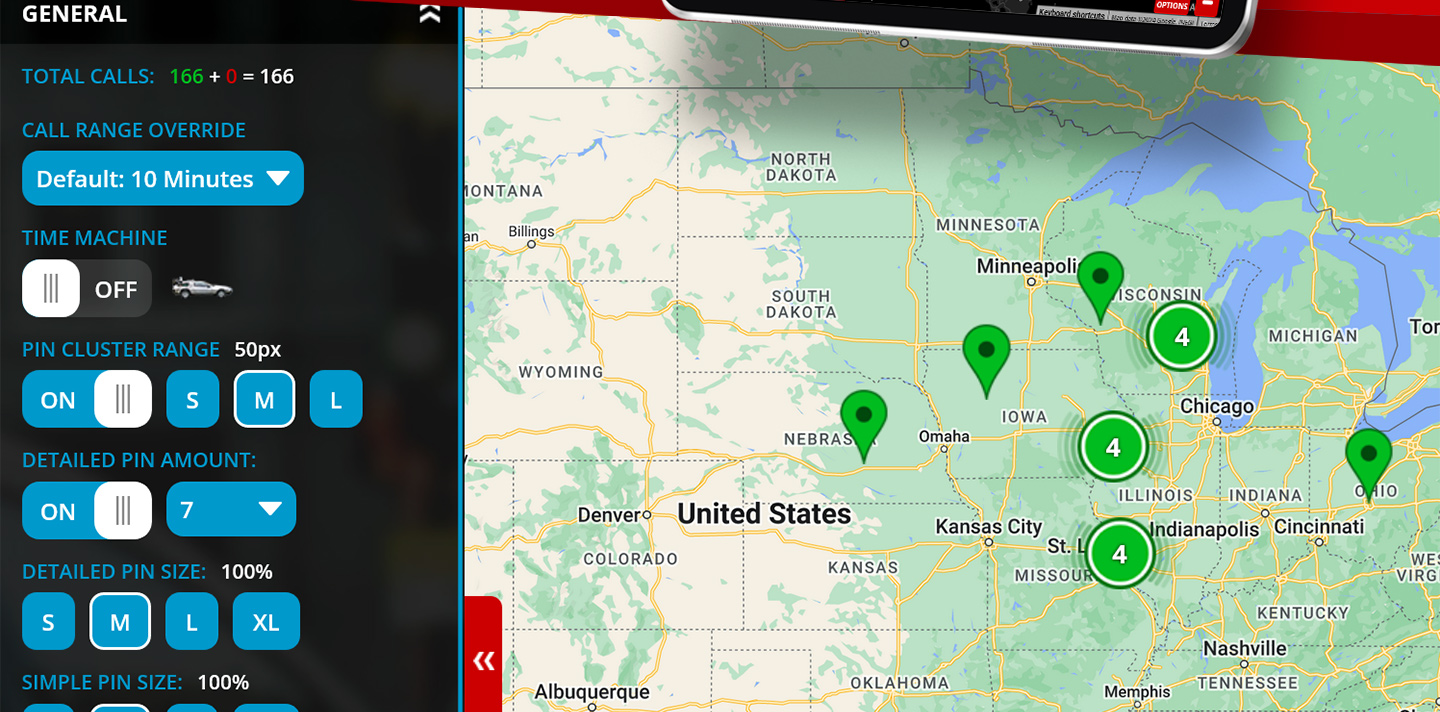 GENERAL
TOTAL CALLS: 166 + 0 = 166
CALL RANGE OVERRIDE
Default: 10 Minutes
TIME MACHINE
OFF
PIN CLUSTER RANGE 50px
ON S M L
DETAILED PIN AMOUNT:
ON 7
DETAILED PIN SIZE: 100%
S M L XL
SIMPLE PIN SIZE: 100%
OPTIONS
Keyboard shortcuts
NORTH
DAKOTA
MONTANA
MINNESOTA
Billings
Minneapolis
WISCONSIN
SOUTH
DAKOTA
4
MICHIGAN
Tor
WYOMING
Chicago
IOWA
NEBRASKA
Omaha
4
ILLINOIS
INDIANA
OHIO
Denver
United States
Kansas City
Indianapolis
Cincinnati
St. L
4
COLORADO
KANSAS
MISSOUR
WES
VIRG
KENTUCKY
Nashville
TENNESSEE
OKLAHOMA
Albuquerque
Memphis